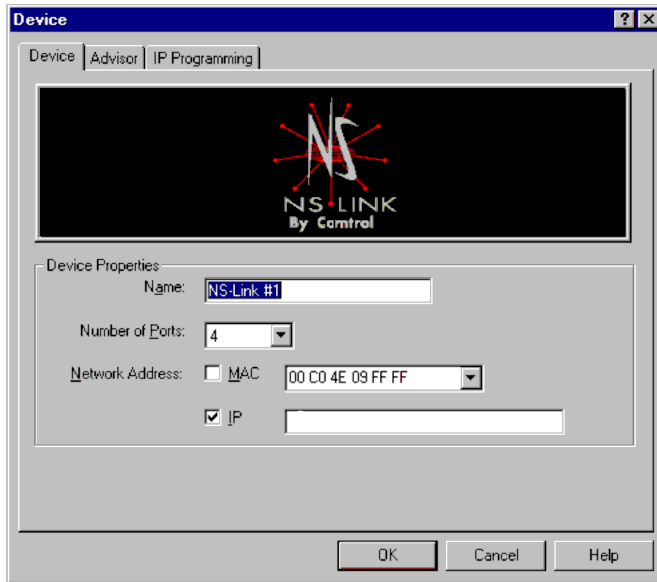 Device
Device Advisor IP Programming
NS
NS LINK
By Comtrol
Device Properties
Name: NS-Link #1
Number of Ports: 4
Network Address: MAC 00 C0 4E 09 FF FF
IP
OK Cancel Help